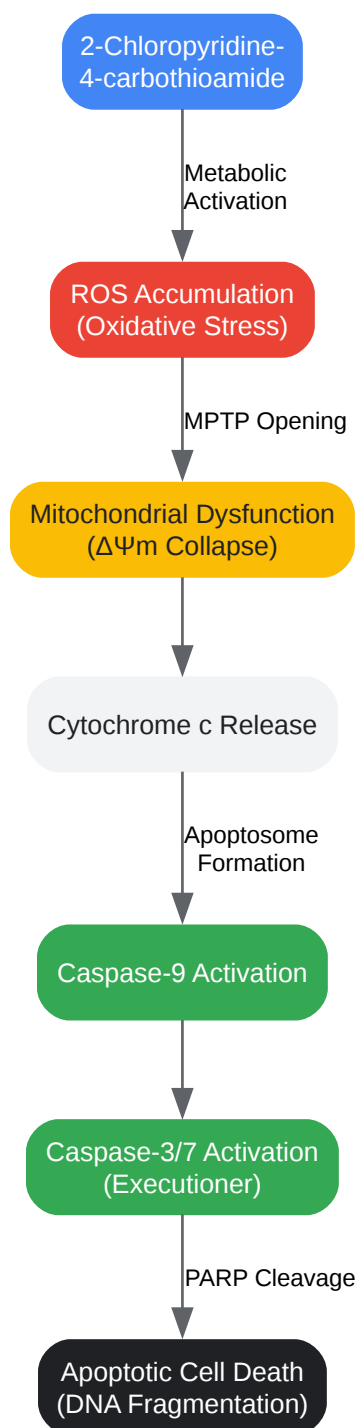 2-Chloropyridine-
4-carbothioamide
Metabolic
Activation
ROS Accumulation
(Oxidative Stress)
MPTP Opening
Mitochondrial Dysfunction
(ΔΨm Collapse)
Cytochrome c Release
Apoptosome
Formation
Caspase-9 Activation
Caspase-3/7 Activation
(Executioner)
PARP Cleavage
Apoptotic Cell Death
(DNA Fragmentation)